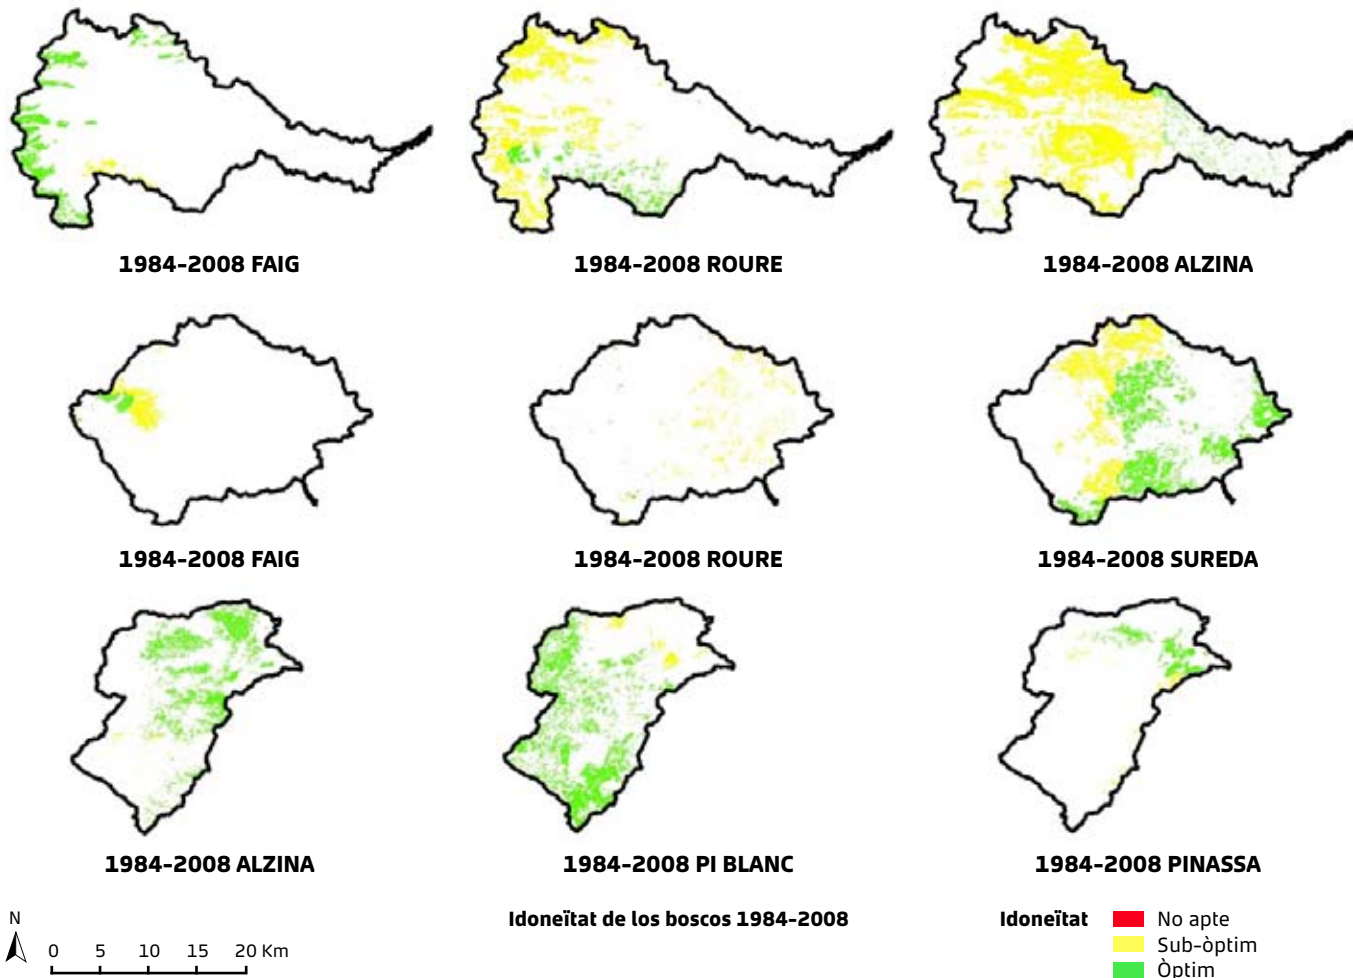 1984-2008 FAIG
1984-2008 ROURE
1984-2008 ALZINA
1984-2008 FAIG
1984-2008 ROURE
1984-2008 SUREDA
1984-2008 ALZINA
1984-2008 PI BLANC
1984-2008 PINASSA
N
0 5 10 15 20 Km
Idoneïtat de los boscos 1984-2008
Idoneïtat
No apte
Sub-òptim
Òptim